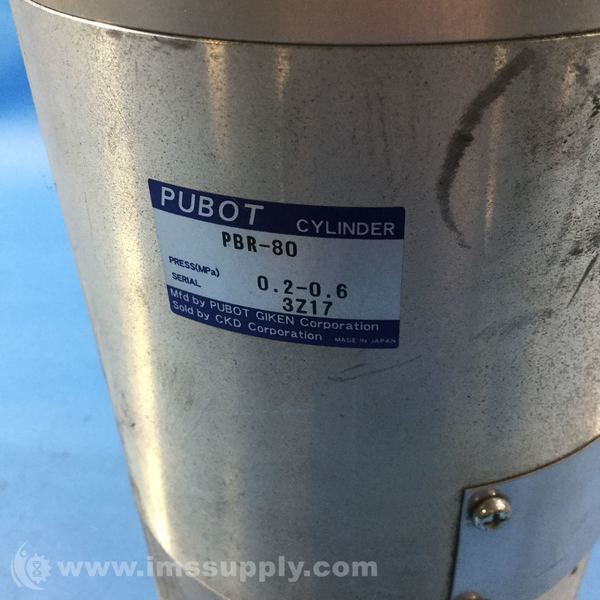 PUBOT CYLINDER
PBR-80
PRESS(MPa) 0.2-0.6
SERIAL 3Z17
Mfd by PUBOT GIKEN Corporation
Sold by CKD Corporation MADE IN JAPAN
www.imssupply.com